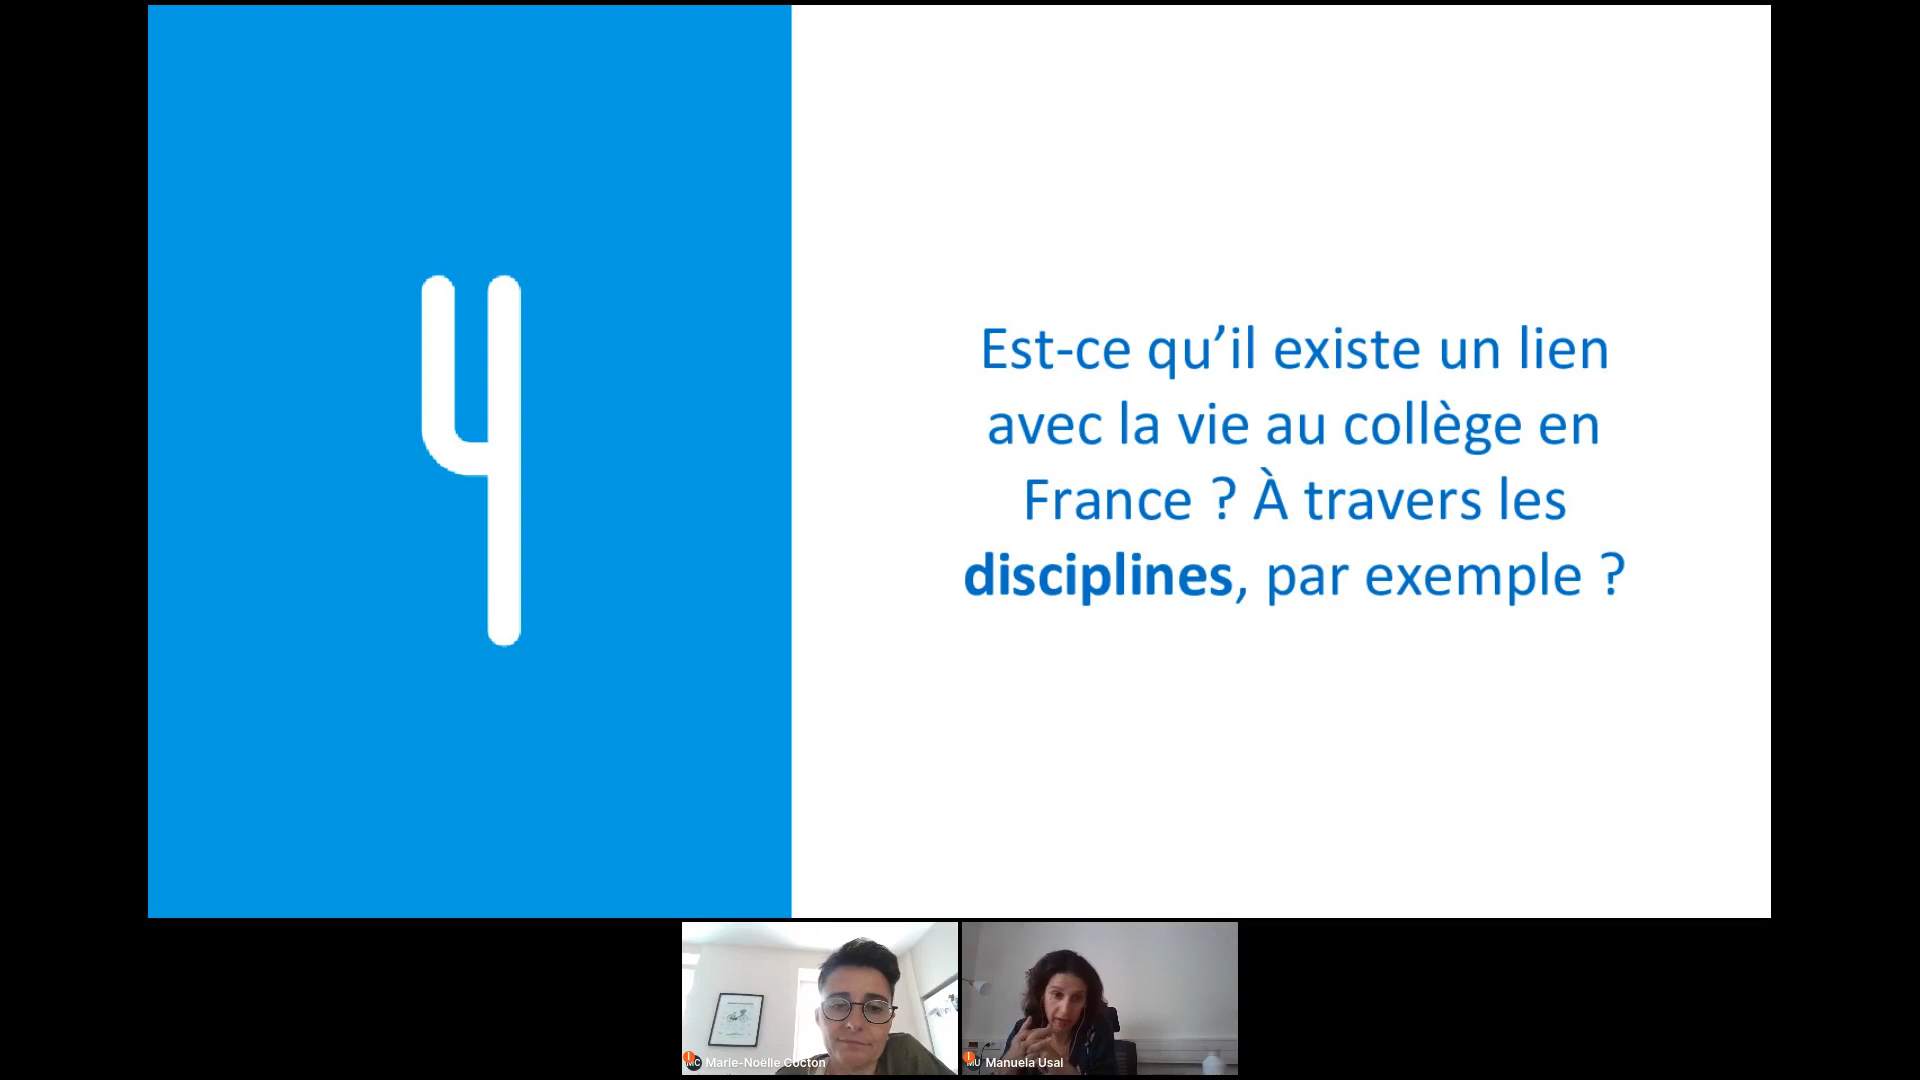 4
Est-ce qu’il existe un lien
avec la vie au collège en
France ? À travers les
disciplines, par exemple ?
MC Marie-Noëlle Cocton
MU Manuela Usai